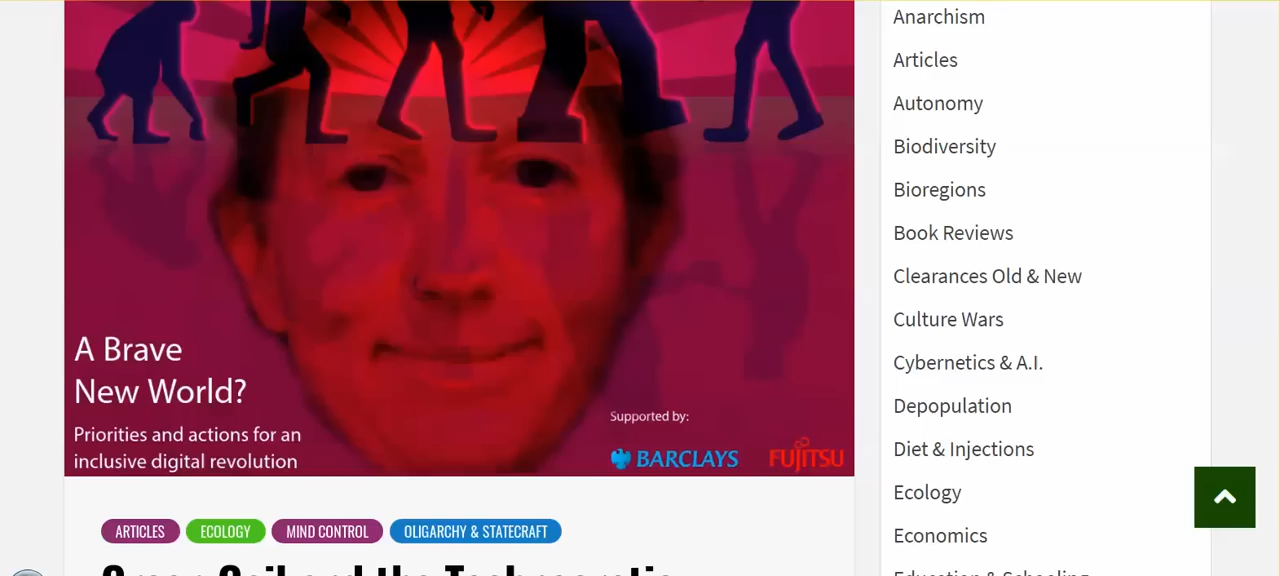 A Brave
New World?
Priorities and actions for an
inclusive digital revolution
Supported by:
BARCLAYS
FUJITSU
ARTICLES
ECOLOGY
MIND CONTROL
OLIGARCHY & STATECRAFT
Anarchism
Articles
Autonomy
Biodiversity
Bioregions
Book Reviews
Clearances Old & New
Culture Wars
Cybernetics & A.I.
Depopulation
Diet & Injections
Ecology
Economics